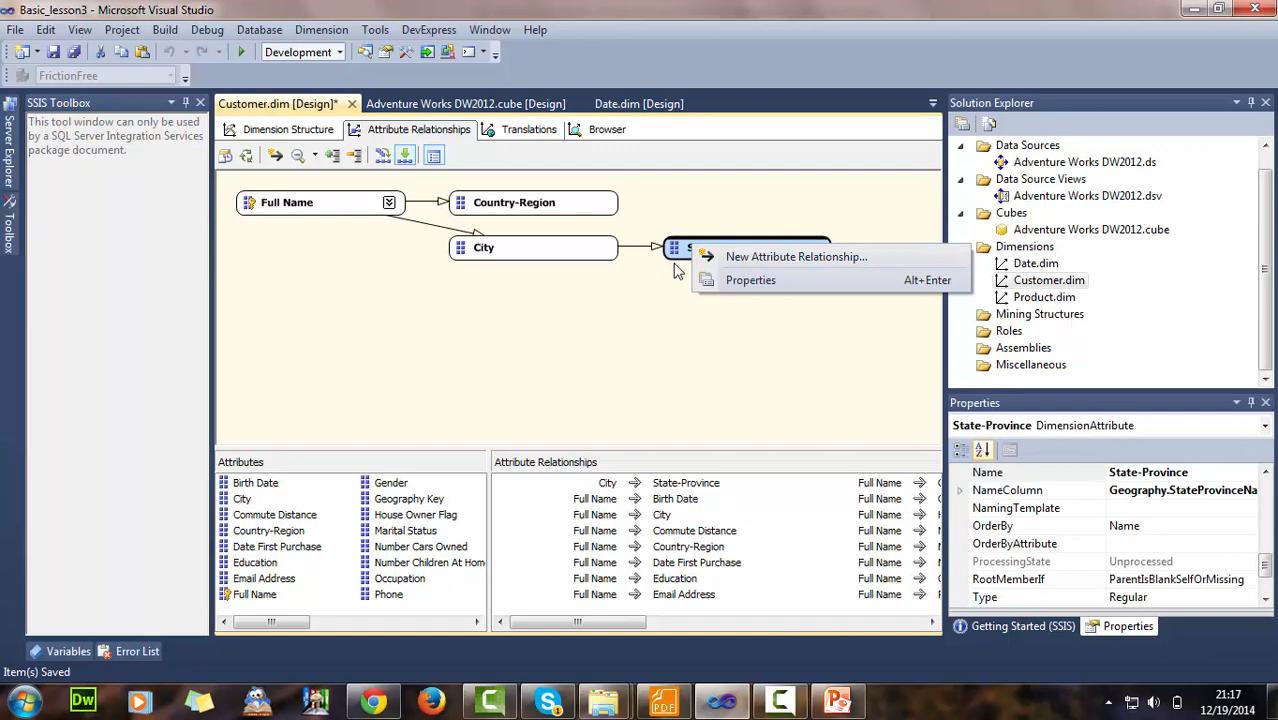 Basic_lesson3 - Microsoft Visual Studio
File Edit View Project Build Debug Database Dimension Tools DevExpress Window Help
Development
FrictionFree
SSIS Toolbox
This tool window can only be used by a SQL Server Integration Services package document.
Server Explorer
Toolbox
Customer.dim [Design]* Adventure Works DW2012.cube [Design] Date.dim [Design]
Dimension Structure Attribute Relationships Translations Browser
Full Name
Country-Region
City
S
New Attribute Relationship...
Properties Alt+Enter
Attributes
Birth Date Gender
City Geography Key
Commute Distance House Owner Flag
Country-Region Marital Status
Date First Purchase Number Cars Owned
Education Number Children At Hom
Email Address Occupation
Full Name Phone
Attribute Relationships
City State-Province Full Name
Full Name Birth Date Full Name
Full Name City Full Name
Full Name Commute Distance Full Name
Full Name Country-Region Full Name
Full Name Date First Purchase Full Name
Full Name Education Full Name
Full Name Email Address Full Name
Solution Explorer
Data Sources
Adventure Works DW2012.ds
Data Source Views
Adventure Works DW2012.dsv
Cubes
Adventure Works DW2012.cube
Dimensions
Date.dim
Customer.dim
Product.dim
Mining Structures
Roles
Assemblies
Miscellaneous
Properties
State-Province DimensionAttribute
Name State-Province
NameColumn Geography.StateProvinceNa
NamingTemplate
OrderBy Name
OrderByAttribute
ProcessingState Unprocessed
RootMemberIf ParentIsBlankSelfOrMissing
Type Regular
Getting Started (SSIS) Properties
Variables Error List
Item(s) Saved
Dw
PDF
21:17
12/19/2014